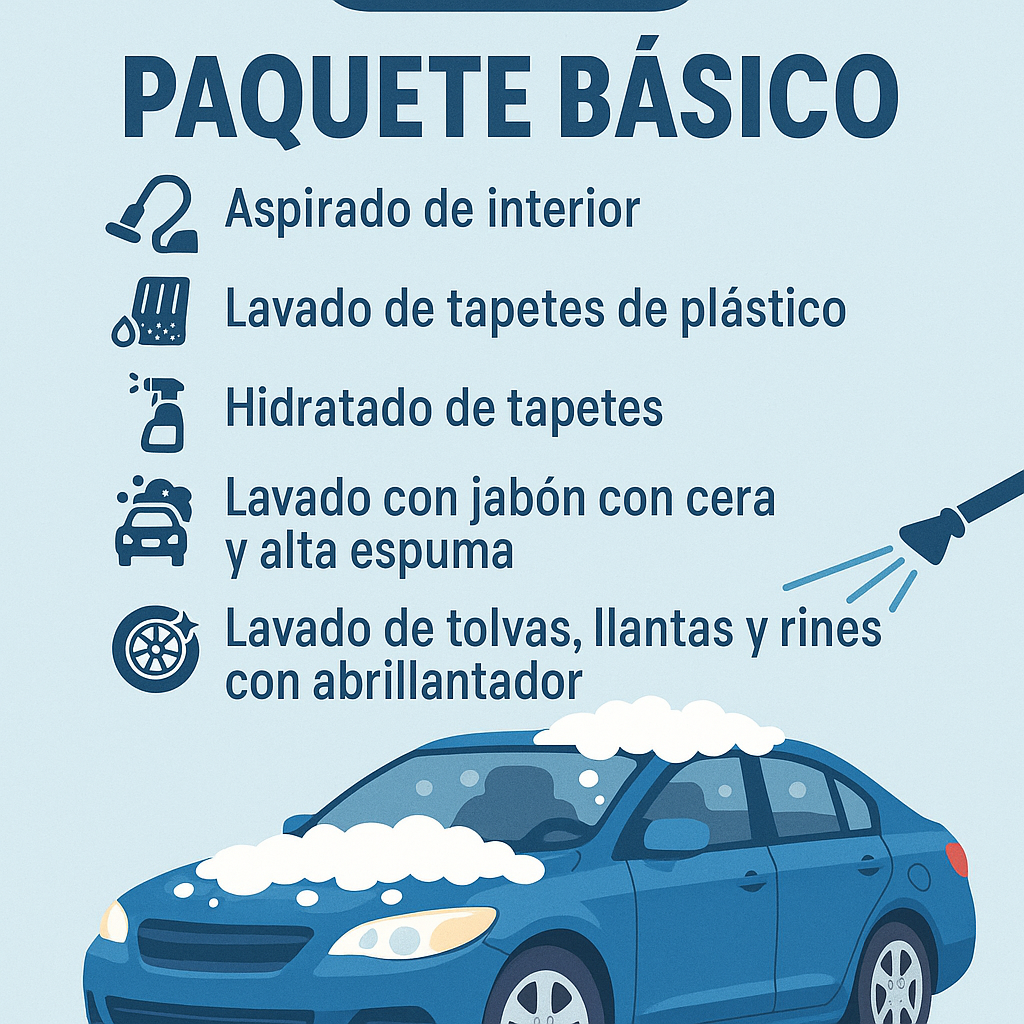 PAQUETE BÁSICO
Aspirado de interior
Lavado de tapetes de plástico
Hidratado de tapetes
Lavado con jabón con cera
y alta espuma
Lavado de tolvas, llantas y rines
con abrillantador